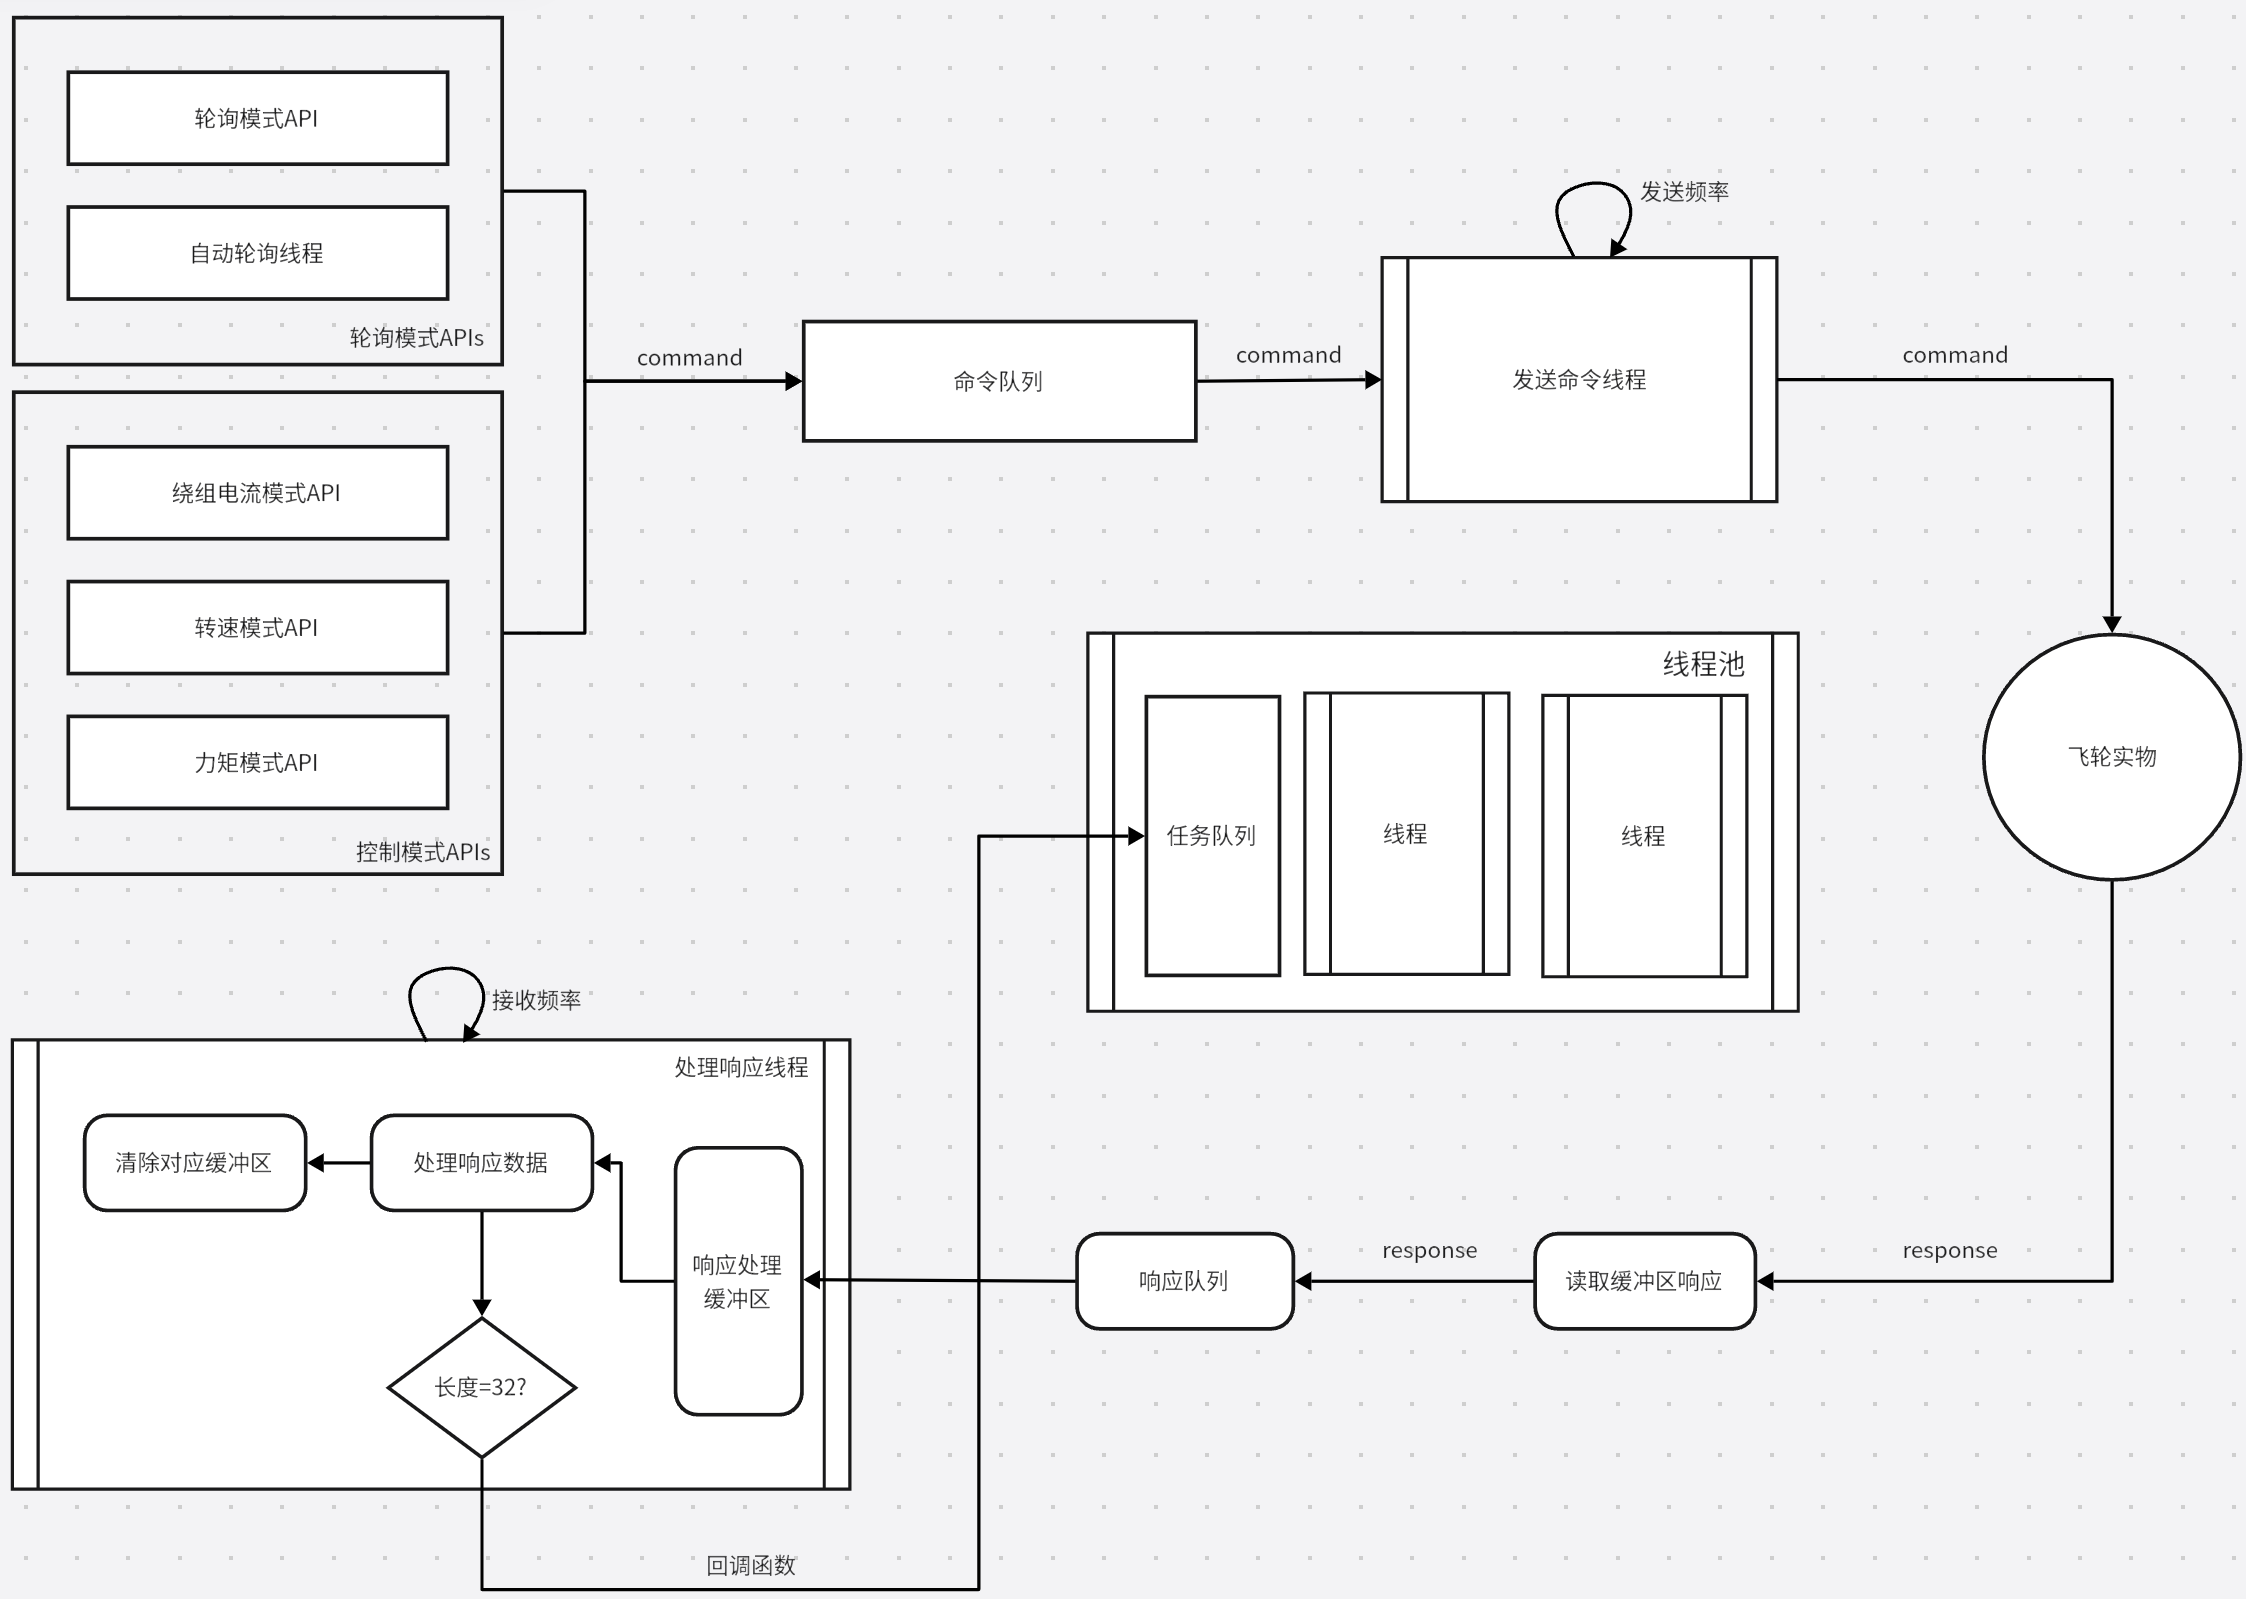 轮询模式API
自动轮询线程
轮询模式APIs
绕组电流模式API
转速模式API
力矩模式API
控制模式APIs
command
命令队列
command
发送频率
发送命令线程
command
飞轮实物
线程池
任务队列
线程
线程
response
读取缓冲区响应
response
响应队列
接收频率
处理响应线程
响应处理
缓冲区
处理响应数据
清除对应缓冲区
长度=32?
回调函数